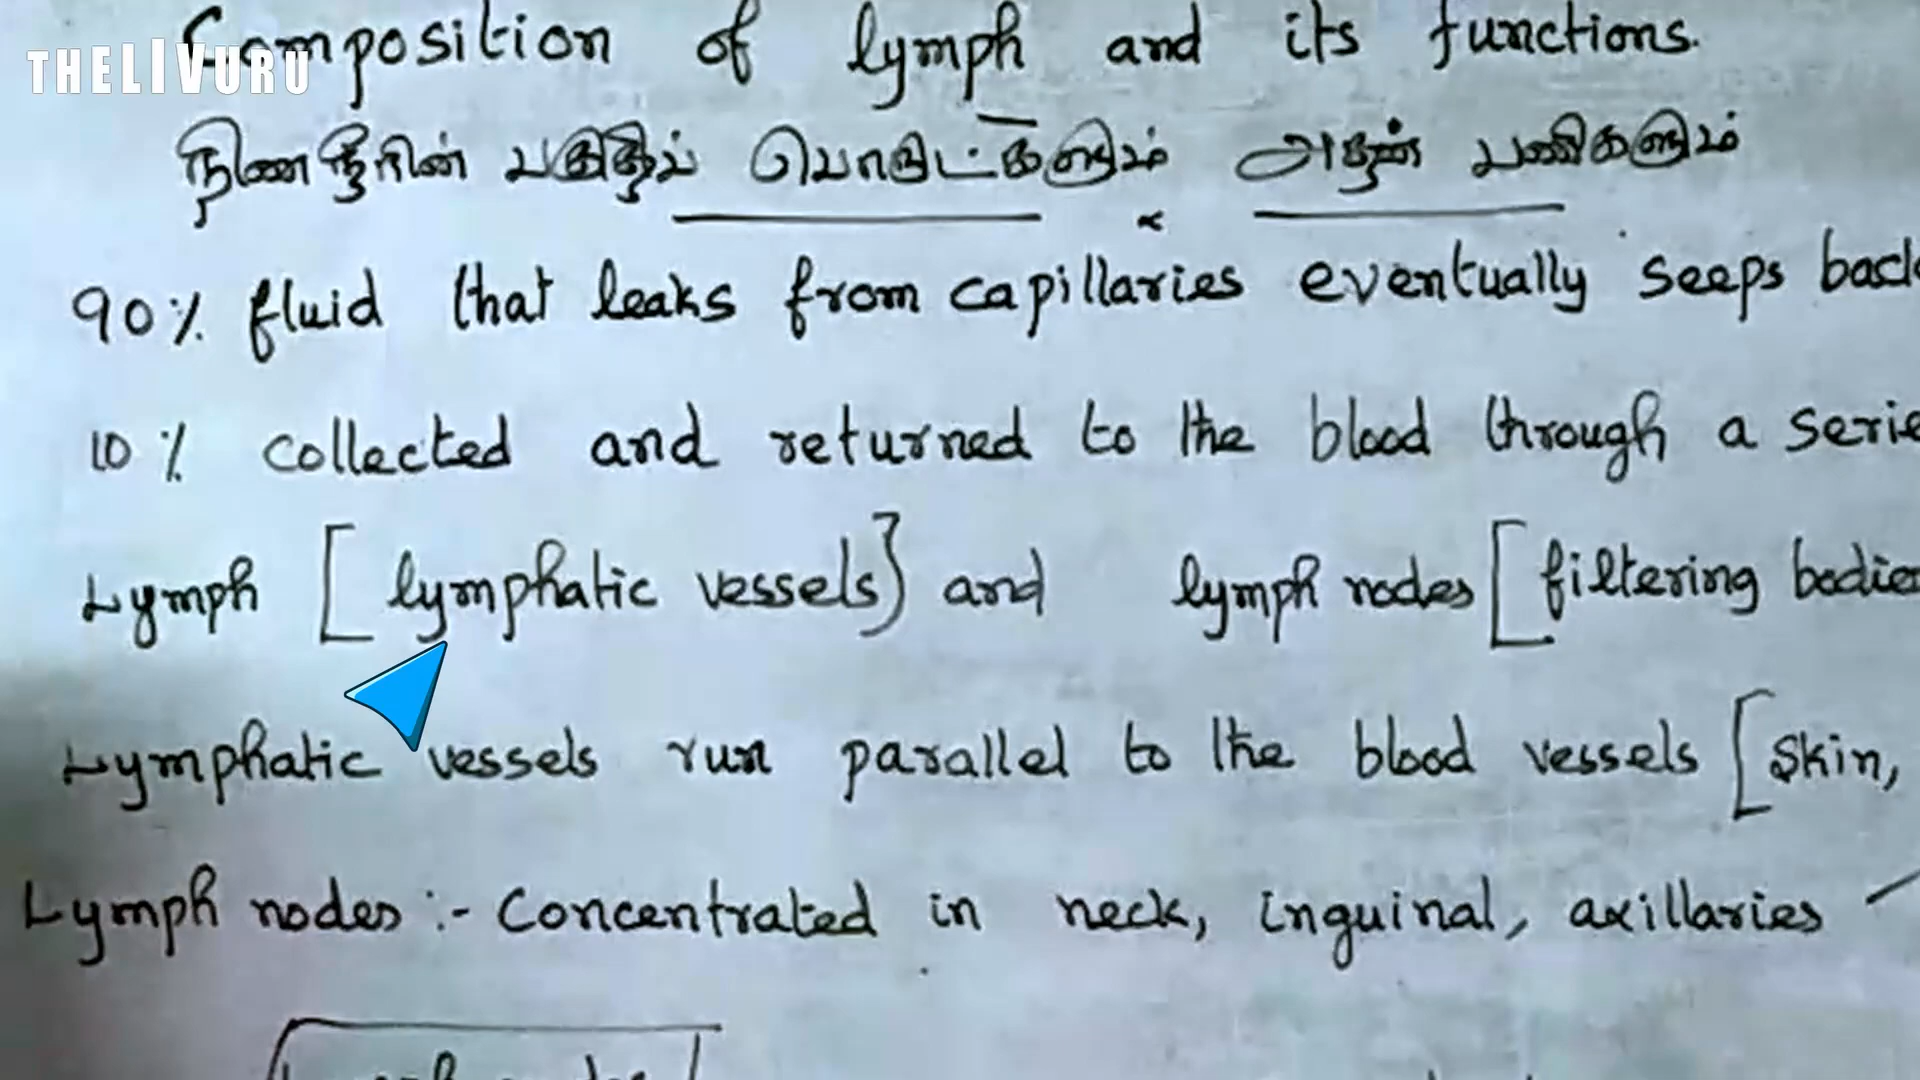 THELIVURU
Composition of lymph and its functions.
நிணநீரின் பகுதிப் பொருட்களும் அதன் பணிகளும்
90% fluid that leaks from capillaries eventually seeps back
10% collected and returned to the blood through a serie
Lymph [lymphatic vessels} and lymph nodes [filtering bodies
Lymphatic vessels run parallel to the blood vessels [skin,
Lymph nodes :- Concentrated in neck, inguinal, axillaries